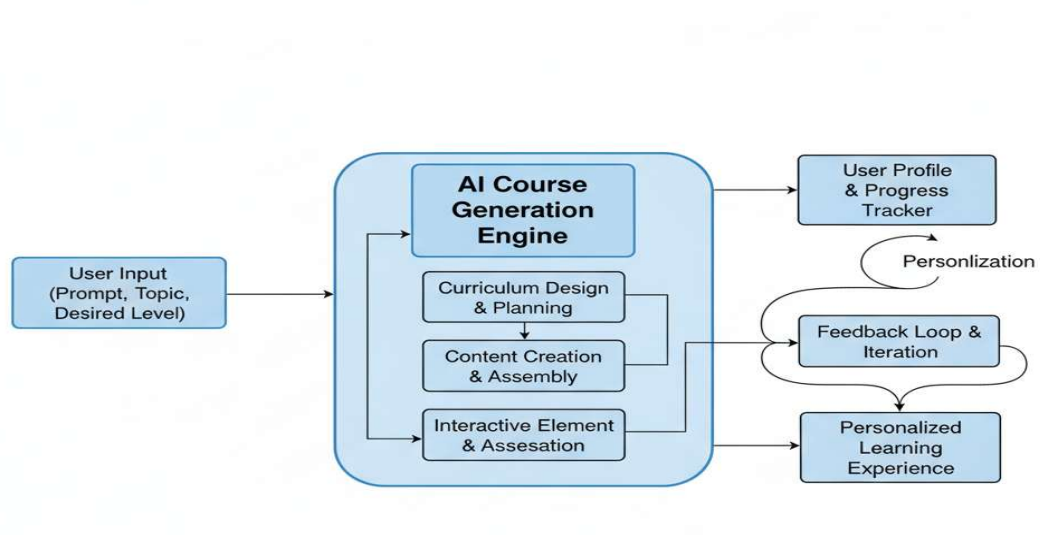 User Input
(Prompt, Topic,
Desired Level)
AI Course
Generation
Engine
Curriculum Design
& Planning
Content Creation
& Assembly
Interactive Element
& Assesation
User Profile
& Progress
Tracker
Personlization
Feedback Loop &
Iteration
Personalized
Learning
Experience